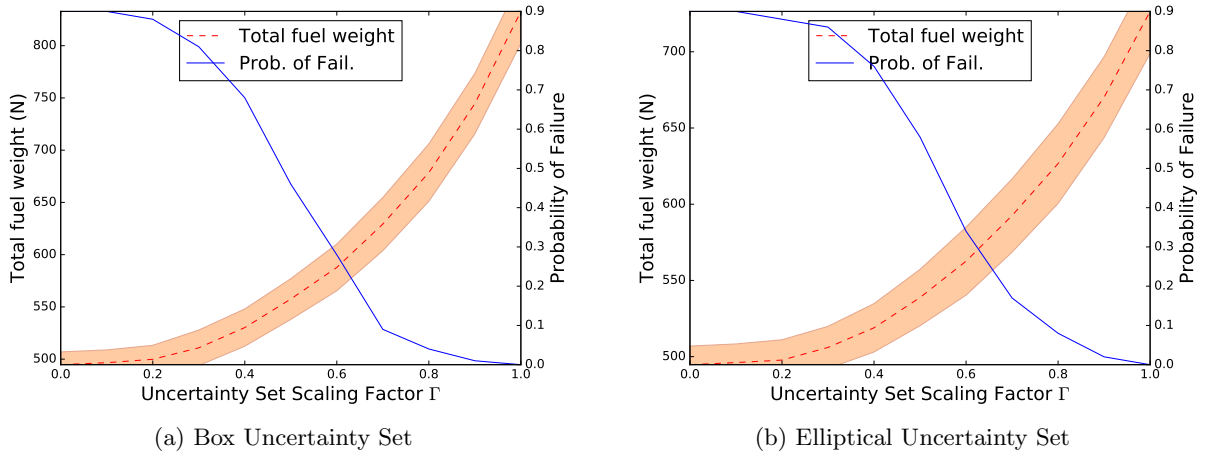 Total fuel weight
Prob. of Fail.
Total fuel weight (N)
800
750
700
650
600
550
500
0.0 0.2 0.4 0.6 0.8 1.0
Uncertainty Set Scaling Factor Γ
0.9
0.8
0.7
0.6
0.5
0.4
0.3
0.2
0.1
0.0
Probability of Failure
(a) Box Uncertainty Set
Total fuel weight
Prob. of Fail.
Total fuel weight (N)
700
650
600
550
500
0.0 0.2 0.4 0.6 0.8 1.0
Uncertainty Set Scaling Factor Γ
0.9
0.8
0.7
0.6
0.5
0.4
0.3
0.2
0.1
0.0
Probability of Failure
(b) Elliptical Uncertainty Set